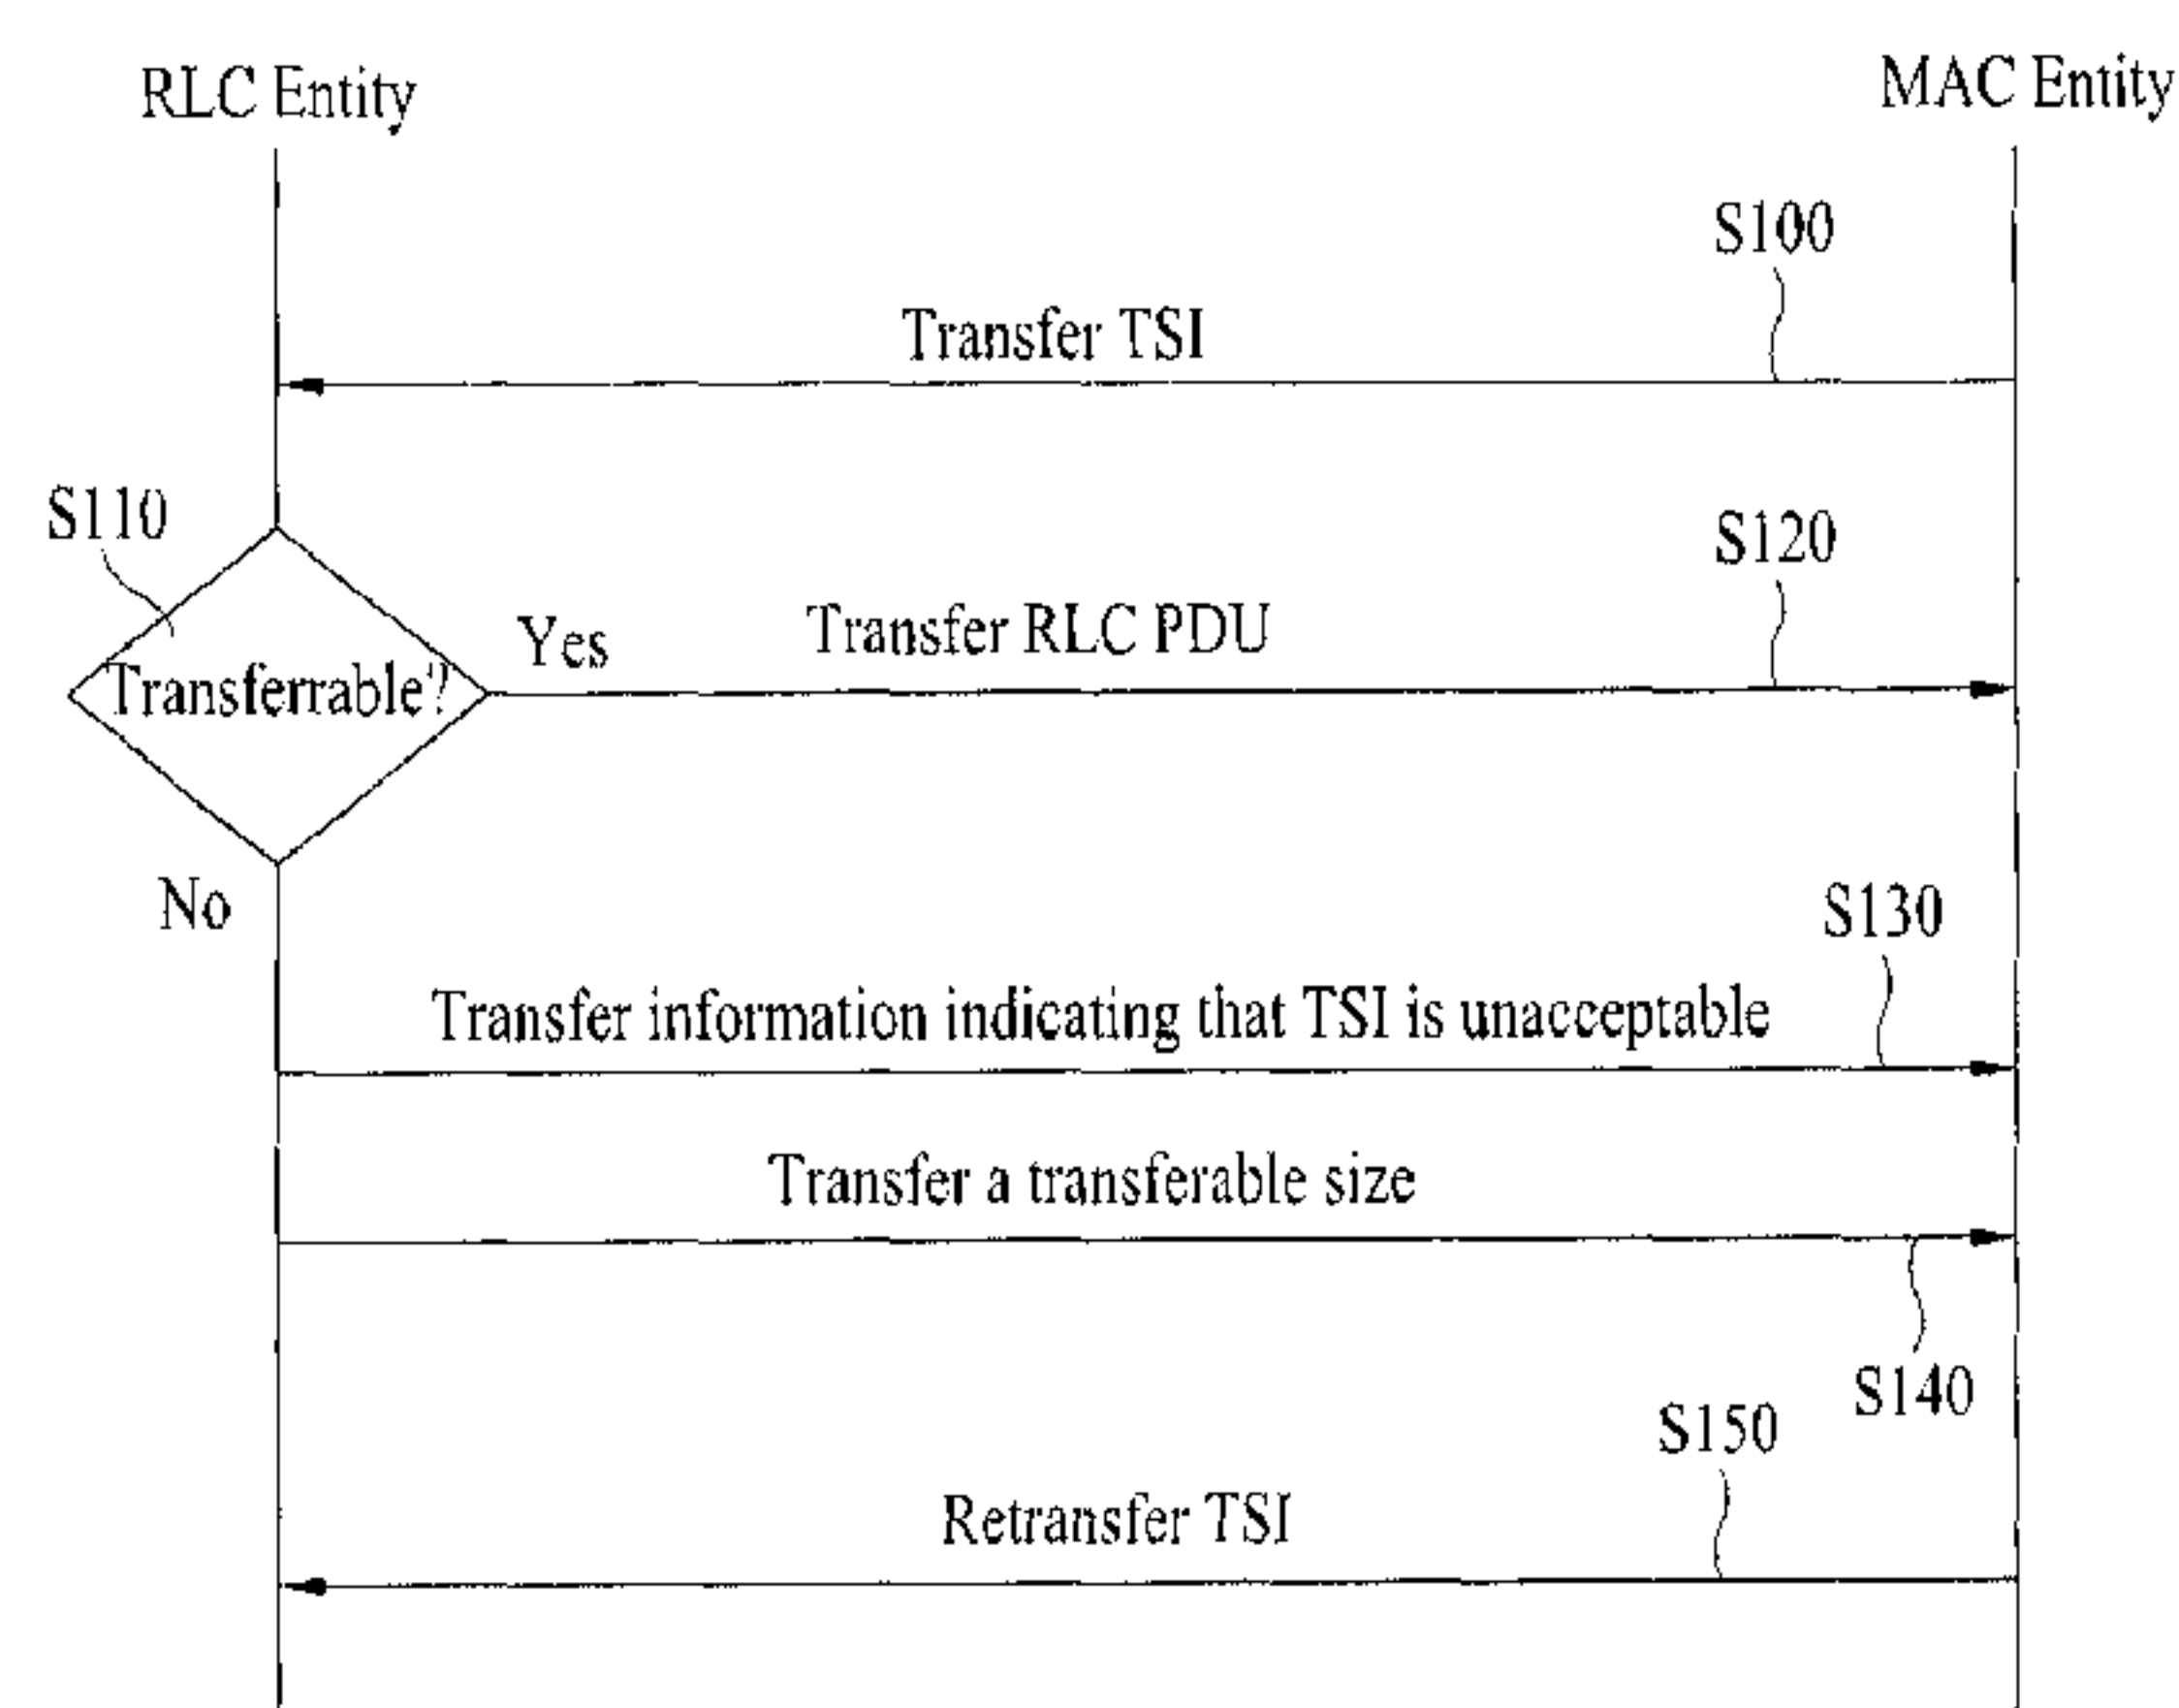 RLC Entity
MAC Entity
S100
Transfer TSI
S110
S120
Yes
Transfer RLC PDU
Transferrable?
No
S130
Transfer information indicating that TSI is unacceptable
Transfer a transferable size
S140
S150
Retransfer TSI